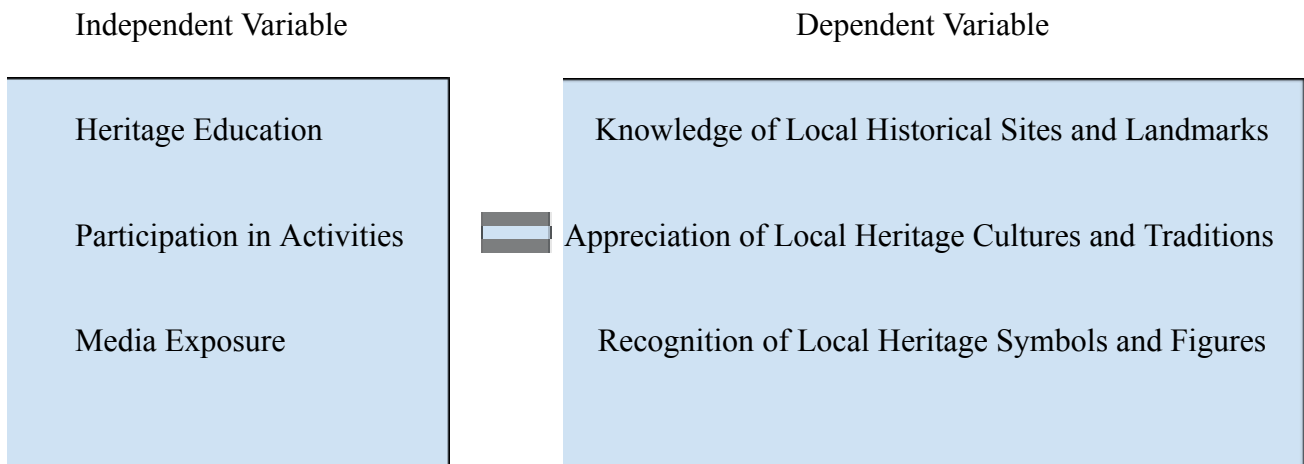 Independent Variable
Dependent Variable
Heritage Education
Knowledge of Local Historical Sites and Landmarks
Participation in Activities
Appreciation of Local Heritage Cultures and Traditions
Media Exposure
Recognition of Local Heritage Symbols and Figures